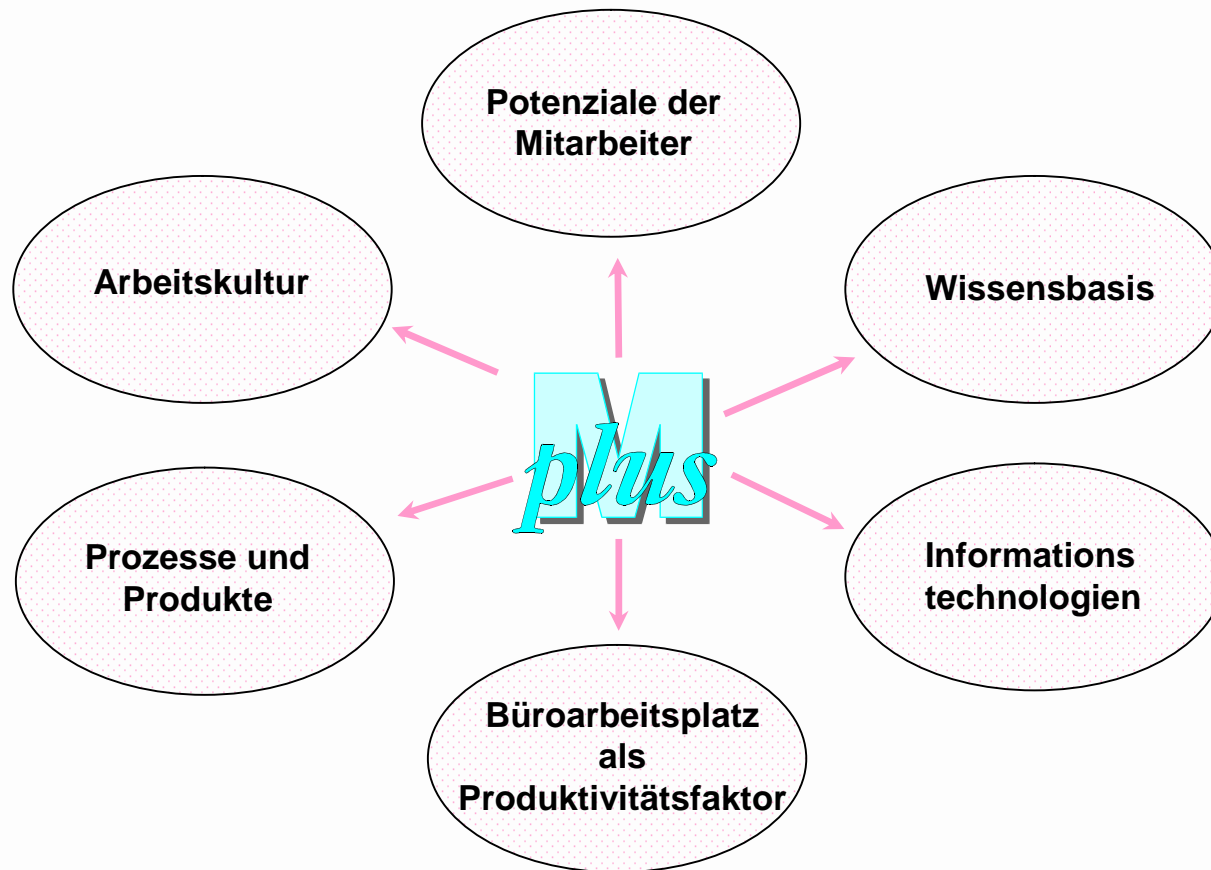 Potenziale der
Mitarbeiter
Arbeitskultur
Wissensbasis
M
plus
Prozesse und
Produkte
Informations
technologien
Büroarbeitsplatz
als
Produktivitätsfaktor